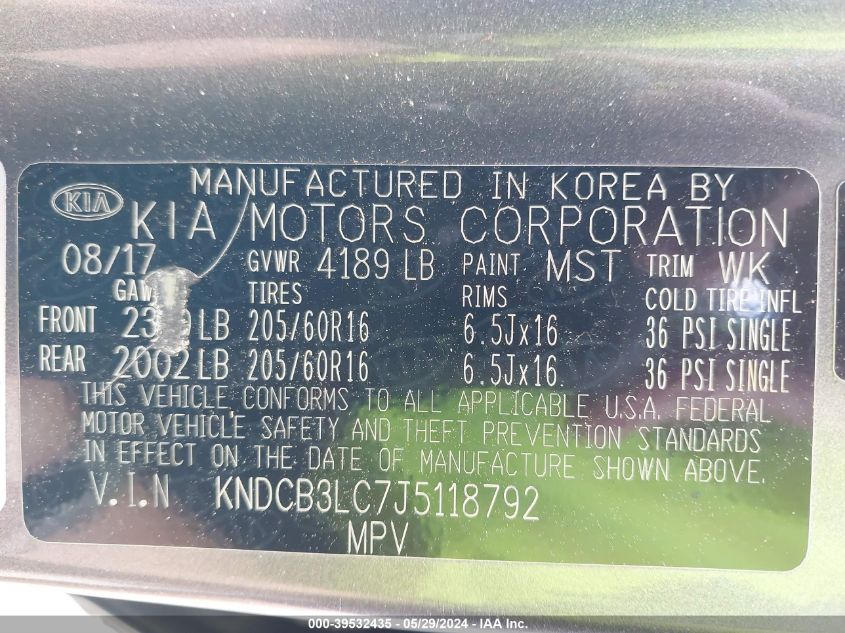 MANUFACTURED IN KOREA BY
KIA KIA MOTORS CORPORATION
08/17 GVWR 4189 LB PAINT MST TRIM WK
TIRES RIMS COLD TIRE INFL
FRONT LB 205/60R16 6.5Jx16 36 PSI SINGLE
REAR 2002 LB 205/60R16 6.5Jx16 36 PSI SINGLE
THIS VEHICLE CONFORMS TO ALL APPLICABLE U.S.A. FEDERAL
MOTOR VEHICLE SAFETY AND THEFT PREVENTION STANDARDS
IN EFFECT ON THE DATE OF MANUFACTURE SHOWN ABOVE.
V.I.N KNDCB3LC7J5118792
MPV
000-39532435 - 05/29/2024 - IAA Inc.